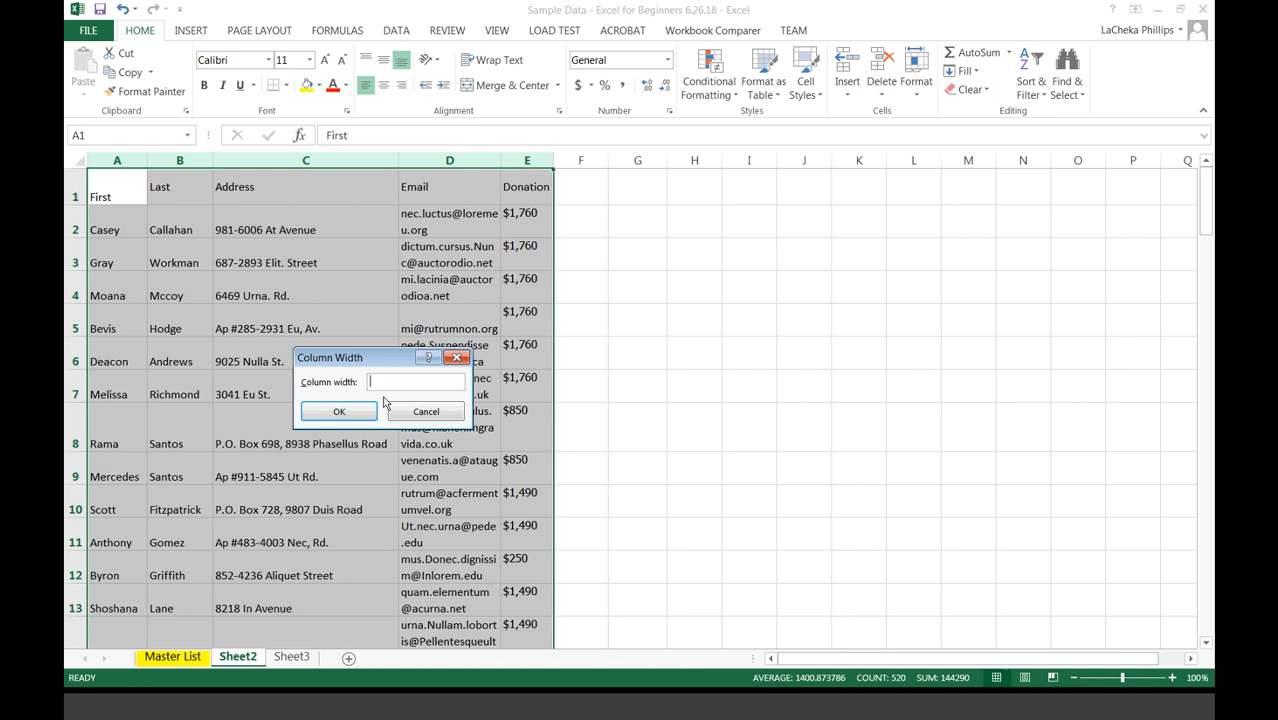 Sample Data - Excel for Beginners 6.26.18 - Excel
FILE HOME INSERT PAGE LAYOUT FORMULAS DATA REVIEW VIEW LOAD TEST ACROBAT Workbook Comparer TEAM LaCheka Phillips
Cut Calibri 11 Wrap Text General AutoSum
Copy Fill
Paste Format Painter B I U Merge & Center $ % , Conditional Formatting Format as Table Cell Styles Insert Delete Format Clear Sort & Filter Find & Select
Clipboard Font Alignment Number Styles Cells Editing
A1 fx First
A B C D E F G H I J K L M N O P Q
1 First Last Address Email Donation
2 Casey Callahan 981-6006 At Avenue nec.luctus@loreme
u.org $1,760
3 Gray Workman 687-2893 Elit. Street dictum.cursus.Nun
c@auctorodio.net $1,760
4 Moana Mccoy 6469 Urna. Rd. mi.lacinia@auctor
odioa.net $1,760
5 Bevis Hodge Ap #285-2931 Eu, Av. mi@rutrumnon.org $1,760
6 Deacon Andrews 9025 Nulla St. pede.Suspendisse
ca $1,760
7 Melissa Richmond 3041 Eu St. nec
.uk $1,760
8 Rama Santos P.O. Box 698, 8938 Phasellus Road ulus.
vida.co.uk $850
9 Mercedes Santos Ap #911-5845 Ut Rd. venenatis.a@ataug
ue.com $850
10 Scott Fitzpatrick P.O. Box 728, 9807 Duis Road rutrum@acferment
umvel.org $1,490
11 Anthony Gomez Ap #483-4003 Nec, Rd. Ut.nec.urna@pede
.edu $1,490
12 Byron Griffith 852-4236 Aliquet Street mus.Donec.dignissi
m@Inlorem.edu $250
13 Shoshana Lane 8218 In Avenue quam.elementum
@acurna.net $1,490
urna.Nullam.lobort
is@Pellentesqueult $1,490
Column Width ?
Column width:
OK Cancel
Master List Sheet2 Sheet3
READY AVERAGE: 1400.873786 COUNT: 520 SUM: 144290 100%